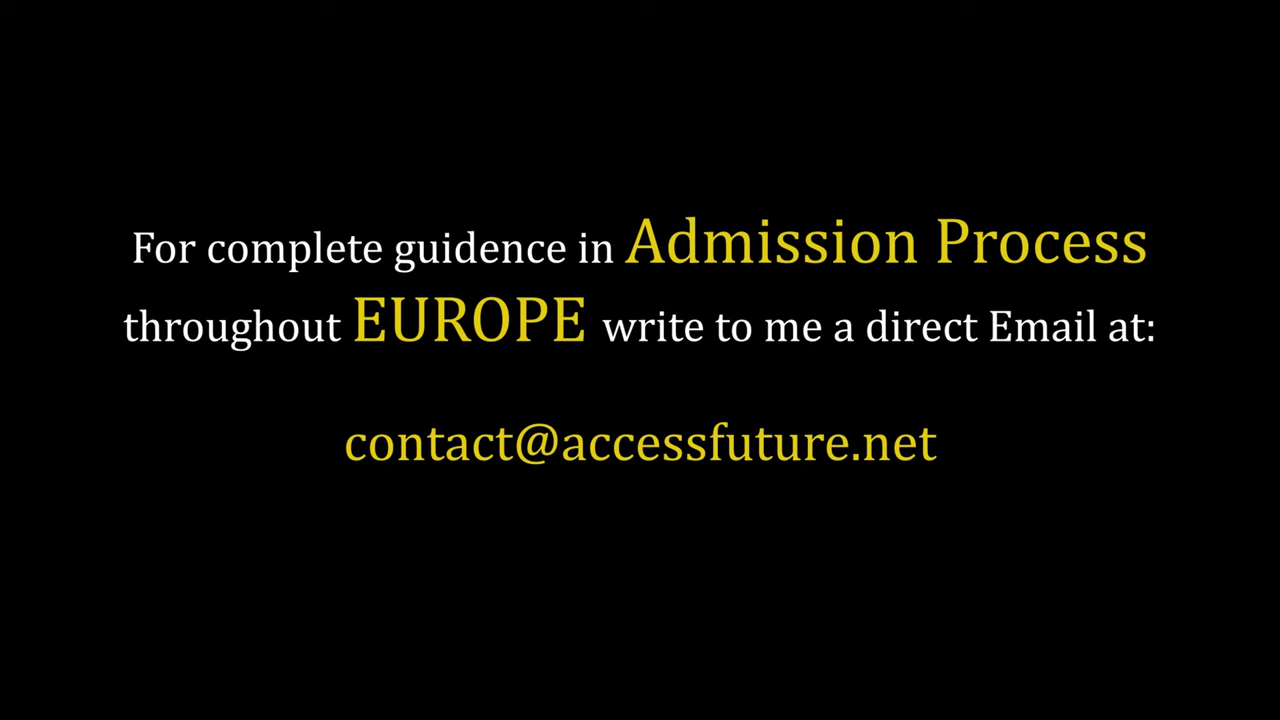 For complete guidence in Admission Process
throughout EUROPE write to me a direct Email at:
contact@accessfuture.net